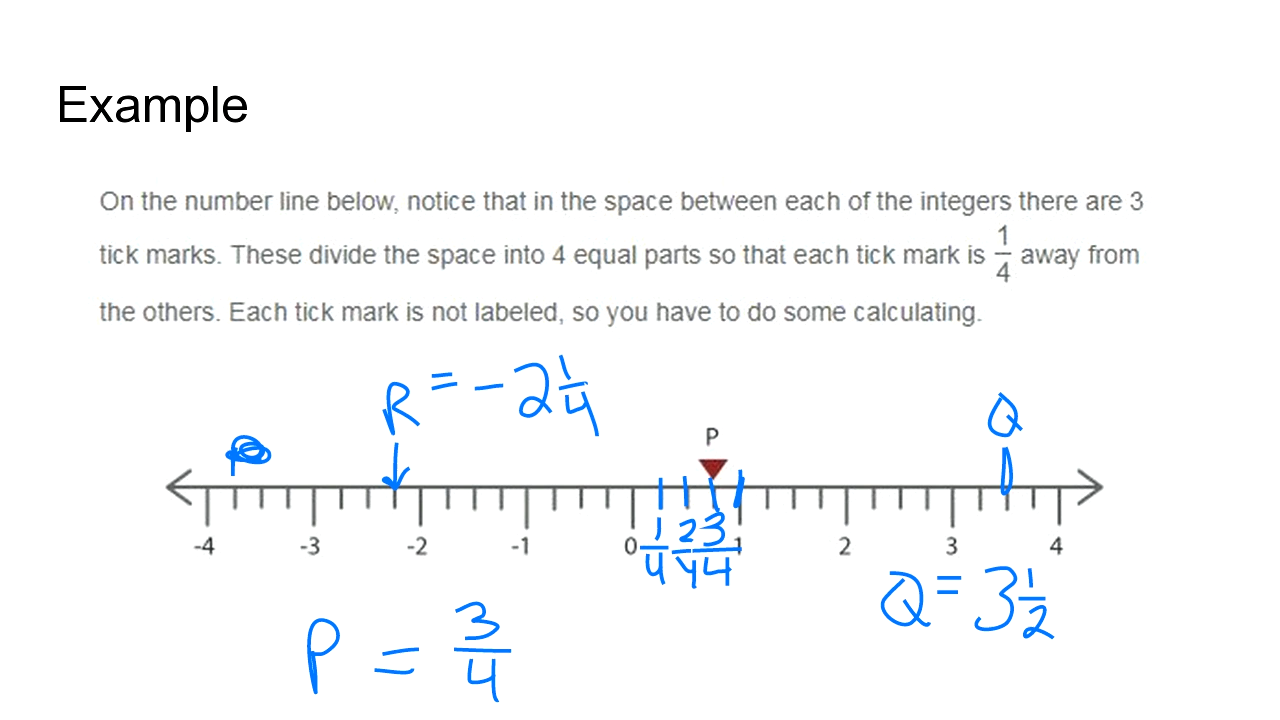 Example
On the number line below, notice that in the space between each of the integers there are 3
tick marks. These divide the space into 4 equal parts so that each tick mark is 1/4 away from
the others. Each tick mark is not labeled, so you have to do some calculating.
R = -2 1/4
P
Q
-4 -3 -2 -1 0 1 2 3 4
1/4 2/4 3/4
Q = 3 1/2
P = 3/4